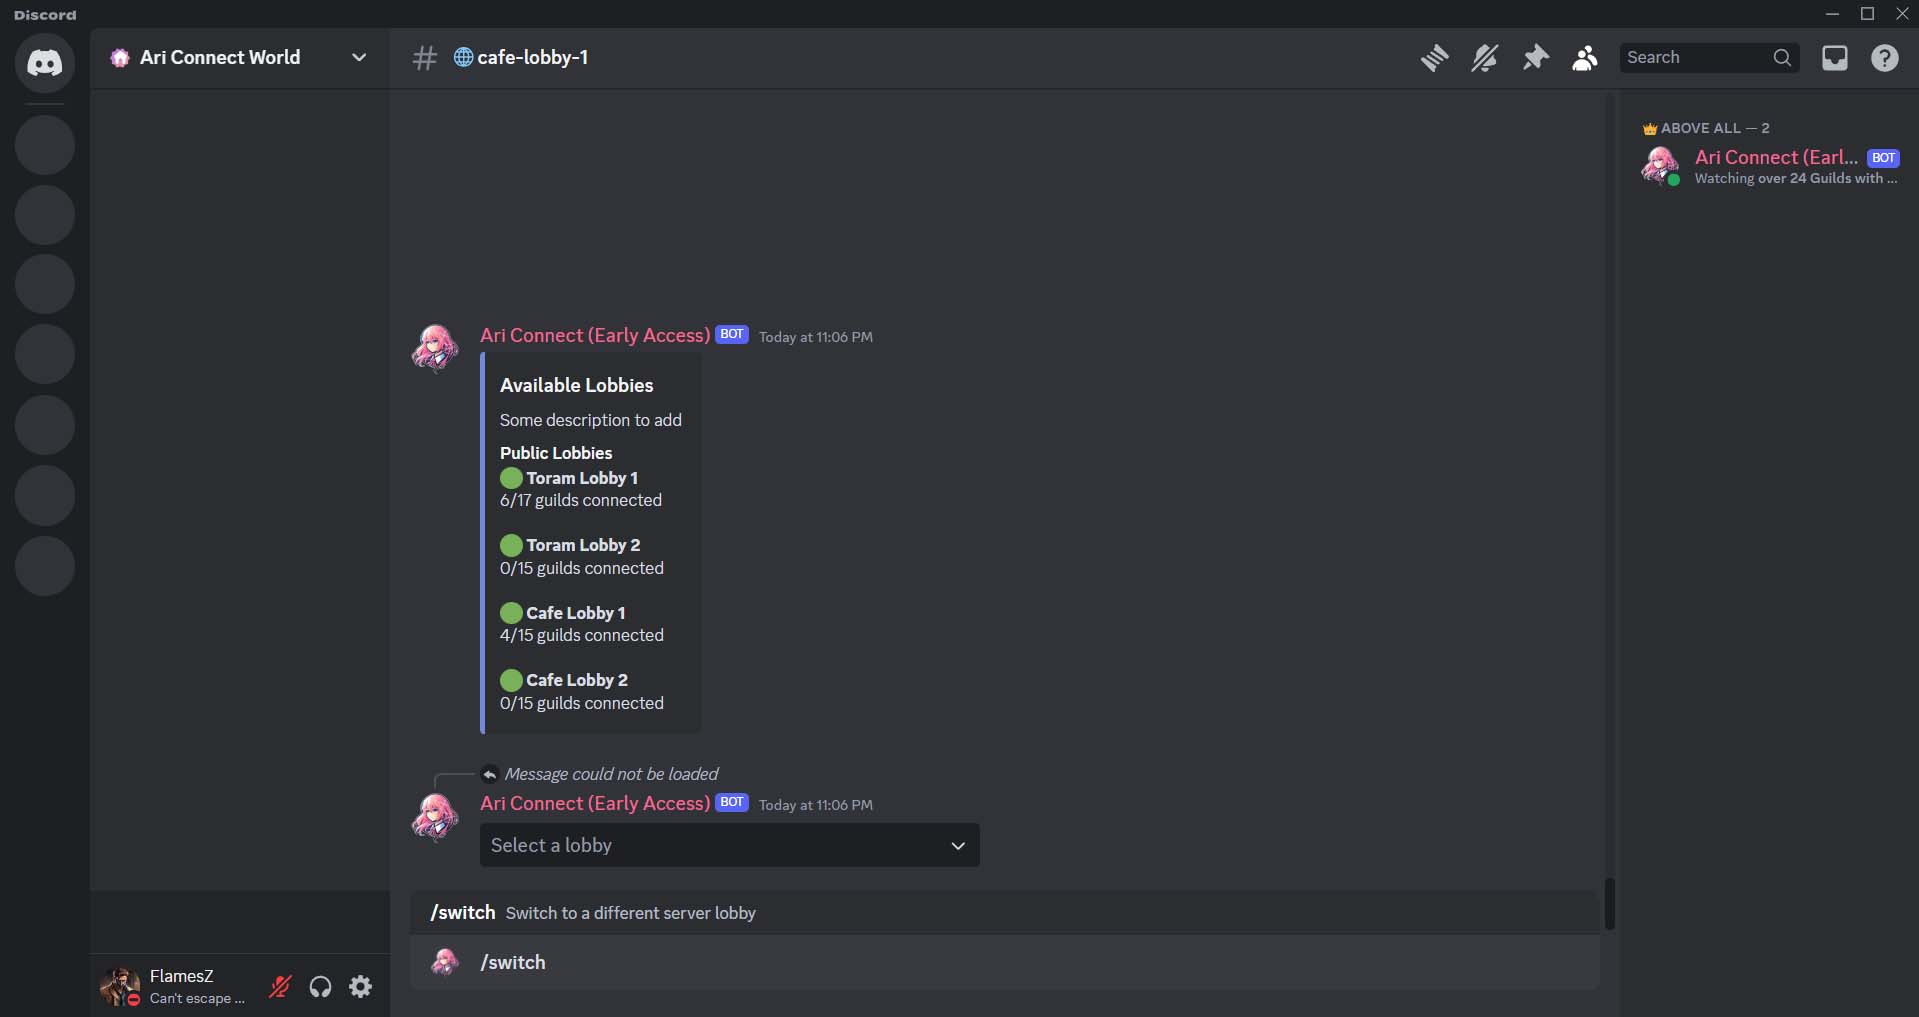 Discord
Ari Connect World
cafe-lobby-1
Search
ABOVE ALL — 2
Ari Connect (Earl... BOT
Watching over 24 Guilds with ...
Ari Connect (Early Access) BOT Today at 11:06 PM
Available Lobbies
Some description to add
Public Lobbies
Toram Lobby 1
6/17 guilds connected
Toram Lobby 2
0/15 guilds connected
Cafe Lobby 1
4/15 guilds connected
Cafe Lobby 2
0/15 guilds connected
Message could not be loaded
Ari Connect (Early Access) BOT Today at 11:06 PM
Select a lobby
/switch Switch to a different server lobby
/switch
FlamesZ
Can't escape ...